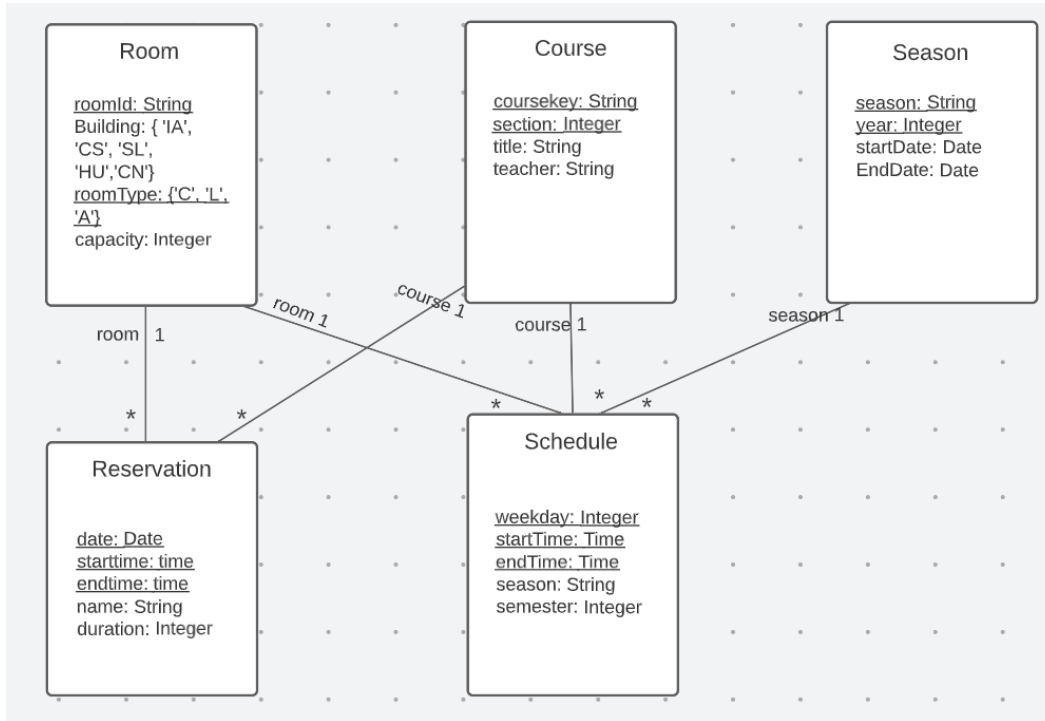 Room
roomId: String
Building: { 'IA',
'CS', 'SL',
'HU','CN'}
roomType: {'C', 'L',
'A'}
capacity: Integer
Course
coursekey: String
section: Integer
title: String
teacher: String
Season
season: String
year: Integer
startDate: Date
EndDate: Date
room 1
room 1
course 1
course 1
season 1
*
*
*
*
*
Reservation
date: Date
starttime: time
endtime: time
name: String
duration: Integer
Schedule
weekday: Integer
startTime: Time
endTime: Time
season: String
semester: Integer